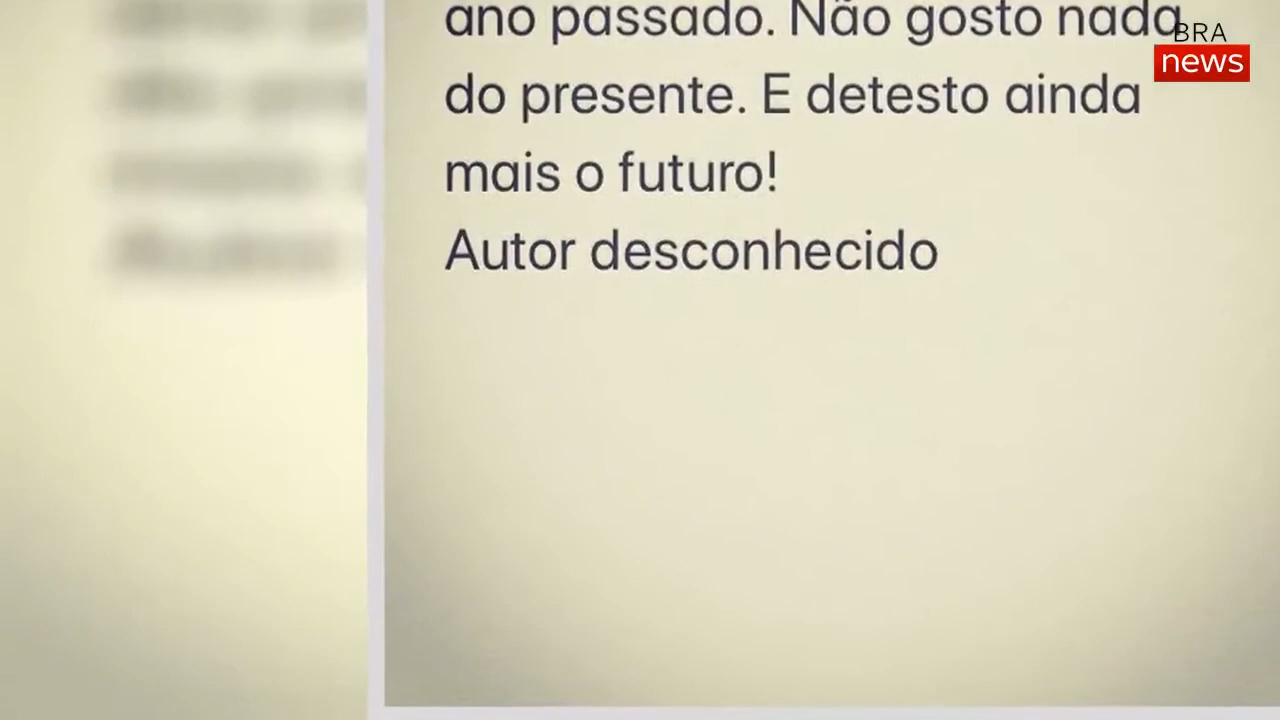 ano passado. Não gosto nada
do presente. E detesto ainda
mais o futuro!
Autor desconhecido
BRA
news